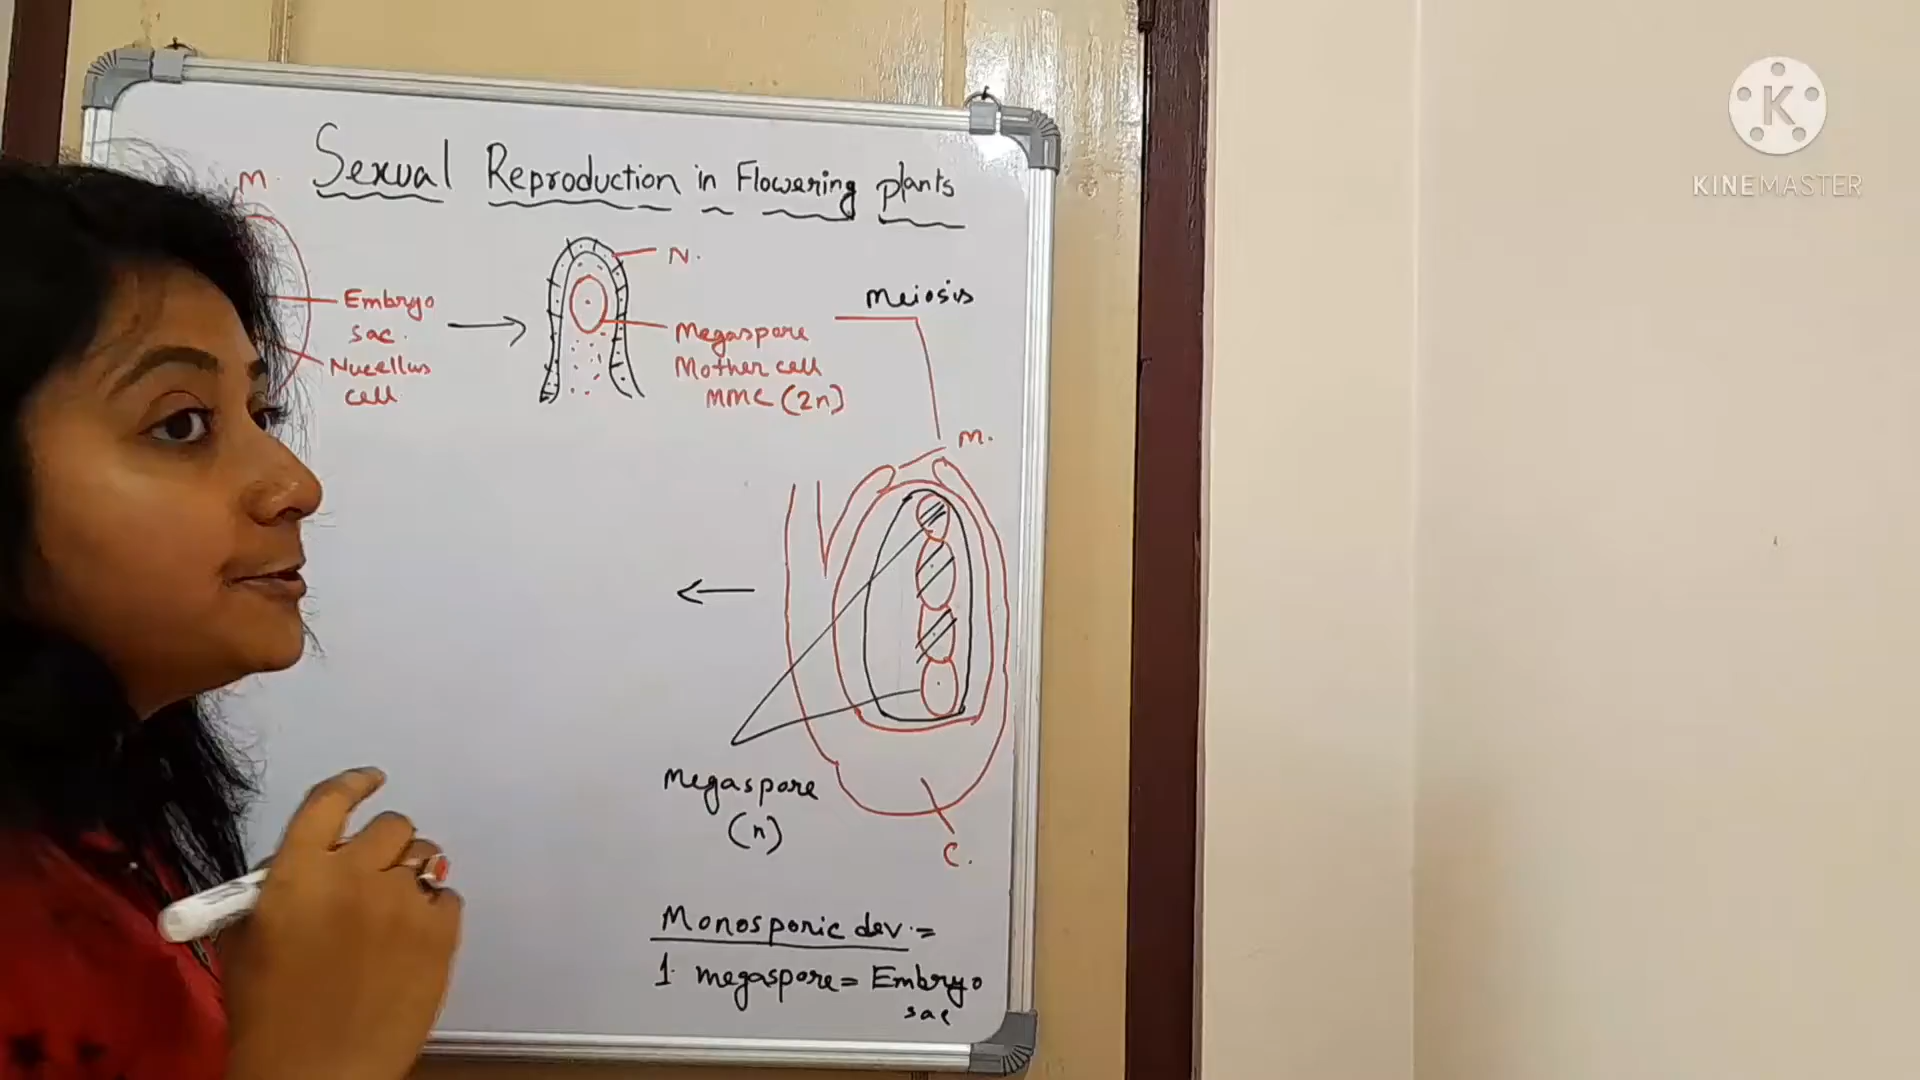 Sexual Reproduction in Flowering plants
M.
Embryo
sac.
Nucellus
cell
N.
Megaspore
Mother cell
MMC (2n)
Meiosis
M.
Megaspore
(n)
C.
Monosporic dev. =
1 megaspore = Embryo
sac
K
KINEMASTER